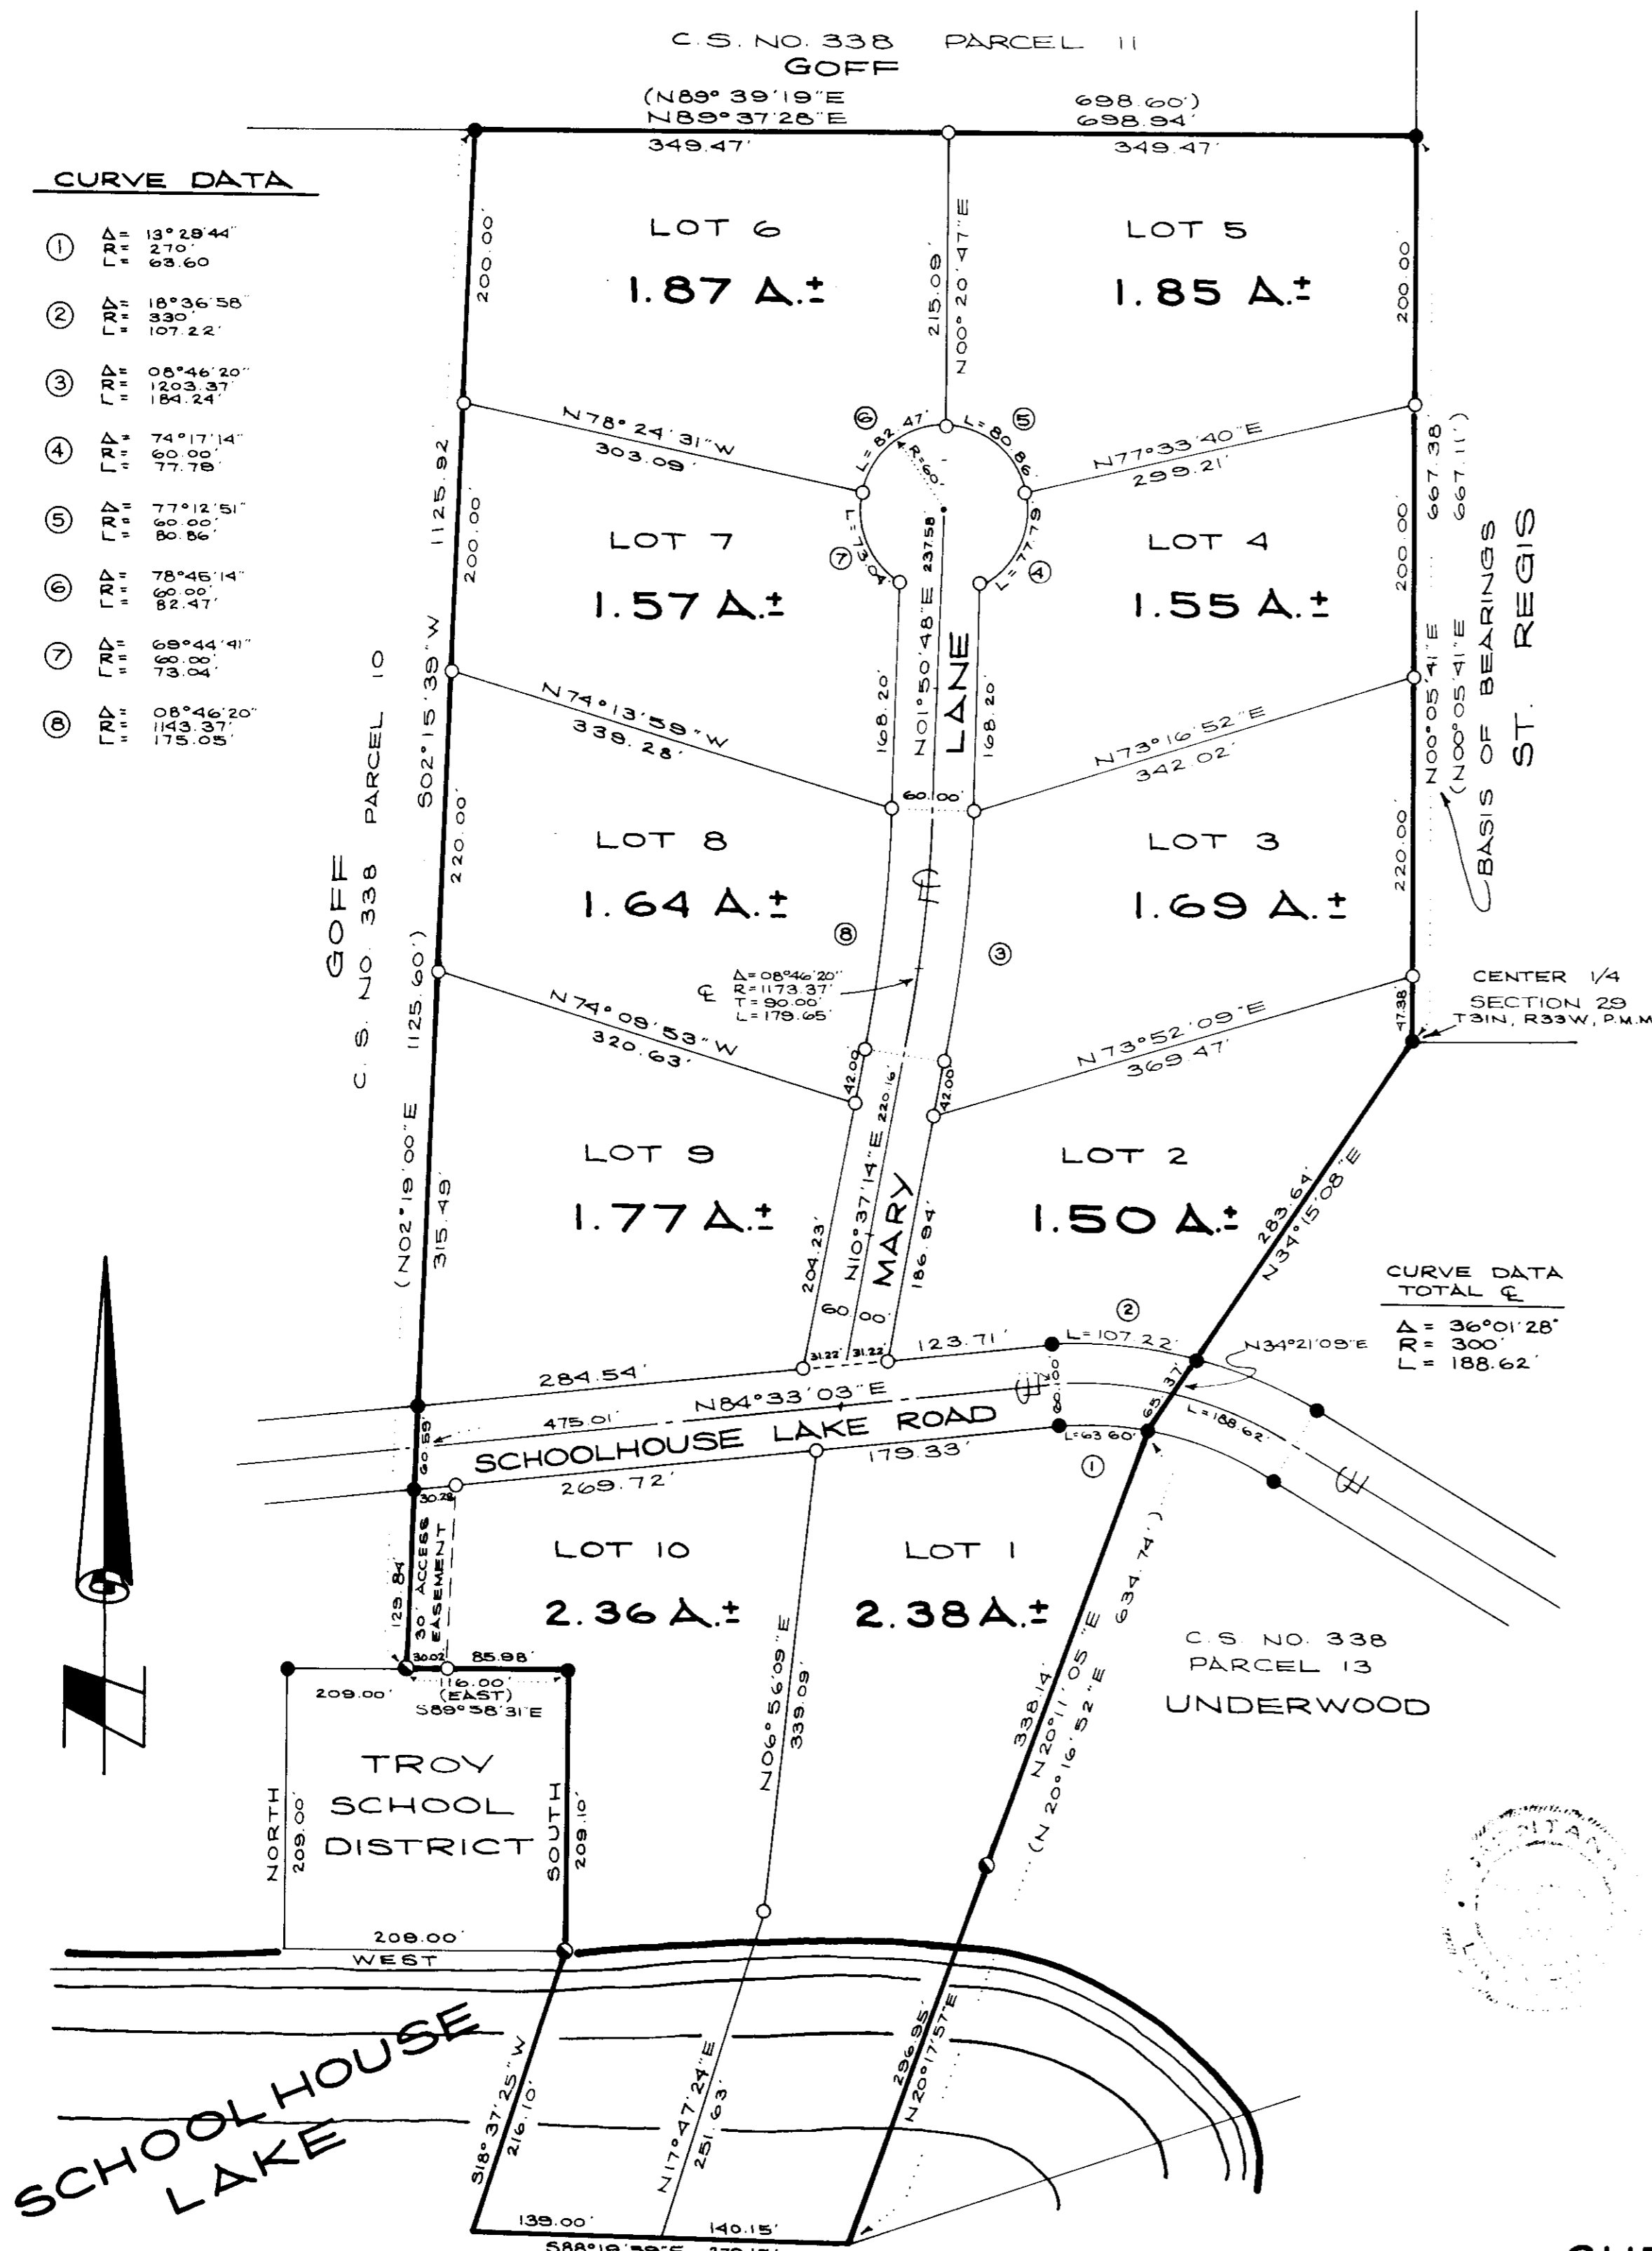 C.S. NO. 338 PARCEL 11
GOFF
(N89° 39'19"E 698.60')
N89° 37'28"E 698.94'
349.47' 349.47'
CURVE DATA
① Δ= 13° 29'44"
R= 270'
L= 63.60
② Δ= 18° 36'58"
R= 330'
L= 107.22'
③ Δ= 08° 46'20"
R= 1203.37'
L= 184.24'
④ Δ= 74° 17'14"
R= 60.00'
L= 77.79'
⑤ Δ= 77° 12'51"
R= 60.00'
L= 80.86'
⑥ Δ= 78° 45'14"
R= 60.00'
L= 82.47'
⑦ Δ= 69° 44'41"
R= 60.00'
L= 73.04'
⑧ Δ= 08° 46'20"
R= 1143.37'
L= 175.05'
LOT 6
1.87 A.±
LOT 5
1.85 A.±
200.00'
215.09'
N00° 20'47"E
200.00'
N78° 24'31"W
303.09'
⑥
L=82.47'
R=60'
L=80.86'
⑤
N77° 33'40"E
299.21'
LOT 7
1.57 A.±
⑦
L=73.04'
L=77.79'
④
LOT 4
1.55 A.±
1125.92'
S02° 15'39"W
200.00'
200.00'
667.38'
667.11')
N00° 05'41"E
(N00° 05'41"E
BASIS OF BEARINGS
ST. REGIS
N74° 13'59"W
339.28'
168.20'
N01° 50'48"E 237.58'
LANE
168.20'
N73° 16'52"E
342.02'
60.00'
GOFF
C.S. NO. 338 PARCEL 10
220.00'
LOT 8
1.64 A.±
LOT 3
1.69 A.±
220.00'
⑧
③
℄ Δ=08° 46'20"
R=1173.37'
T=90.00'
L=179.65'
(N02° 19'00"E 1125.60')
N74° 09'53"W
320.63'
N73° 52'09"E
369.47'
47.38'
CENTER 1/4
SECTION 29
T31N, R33W, P.M.M
42.00'
42.00'
LOT 9
1.77 A.±
LOT 2
1.50 A.±
315.49'
204.23'
N10° 37'14"E 220.16'
MARY
186.94'
60.00'
283.64'
N34° 15'08"E
CURVE DATA
TOTAL ℄
Δ = 36° 01'28"
R = 300'
L = 188.62'
②
284.54' 31.22' 31.22' 123.71' L=107.22'
N34° 21'09"E
475.01' N84° 33'03"E
60.00'
65.37'
L=188.62'
60.59'
SCHOOLHOUSE LAKE ROAD
30.28' 269.72' 179.33' L=63.60'
①
129.84'
30' ACCESS
EASEMENT
LOT 10
2.36 A.±
LOT 1
2.38 A.±
N06° 56'09"E
339.09'
338.14'
N20° 11'05"E
(N20° 16'52"E 634.74')
C.S. NO. 338
PARCEL 13
UNDERWOOD
30.02' 85.98'
209.00'
116.00'
(EAST)
S89° 58'31"E
TROY
SCHOOL
DISTRICT
NORTH
209.00'
SOUTH
209.10'
209.00'
WEST
SCHOOLHOUSE
LAKE
S18° 37'25"W
216.10'
N17° 47'24"E
251.63'
296.95'
N20° 17'57"E
139.00' 140.15'